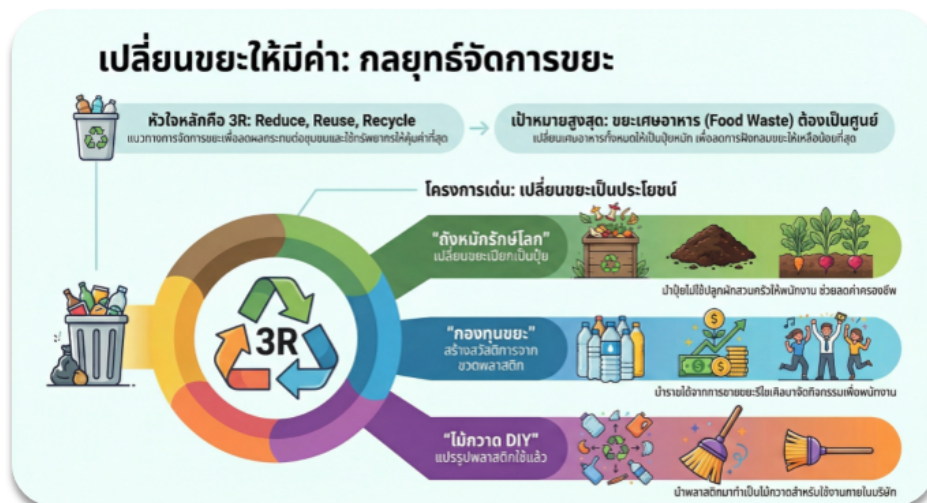 เปลี่ยนขยะให้มีค่า: กลยุทธ์จัดการขยะ
หัวใจหลักคือ 3R: Reduce, Reuse, Recycle
แนวทางการจัดการขยะเพื่อลดผลกระทบต่อชุมชนและใช้ทรัพยากรให้คุ้มค่าที่สุด
เป้าหมายสูงสุด: ขยะเศษอาหาร (Food Waste) ต้องเป็นศูนย์
เปลี่ยนเศษอาหารทั้งหมดให้เป็นปุ๋ยหมัก เพื่อลดการฝังกลบขยะให้เหลือน้อยที่สุด
โครงการเด่น: เปลี่ยนขยะเป็นประโยชน์
3R
"ถังหมักรักษ์โลก"
เปลี่ยนขยะเปียกเป็นปุ๋ย
นำปุ๋ยไปใช้ปลูกผักสวนครัวให้พนักงาน ช่วยลดค่าครองชีพ
"กองทุนขยะ"
สร้างสวัสดิการจาก
ขวดพลาสติก
นำรายได้จากการขายขยะรีไซเคิลมาจัดกิจกรรมเพื่อพนักงาน
"ไม้กวาด DIY"
แปรรูปพลาสติกใช้แล้ว
นำพลาสติกมาทำเป็นไม้กวาดสำหรับใช้งานภายในบริษัท